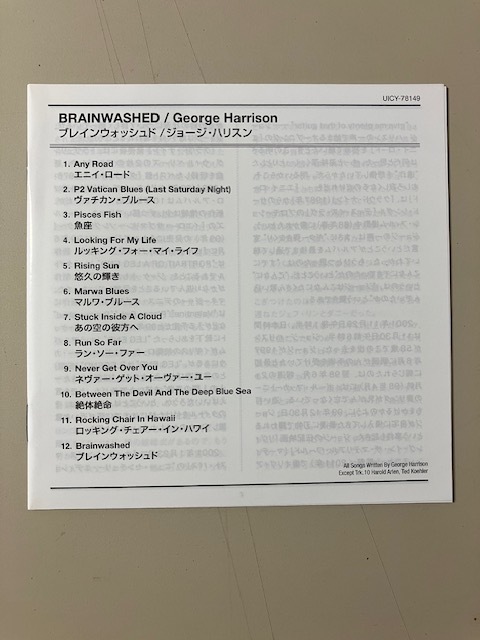 UICY-78149
BRAINWASHED / George Harrison
ブレインウォッシュド / ジョージ・ハリスン
1. Any Road
エニイ・ロード
2. P2 Vatican Blues (Last Saturday Night)
ヴァチカン・ブルース
3. Pisces Fish
魚座
4. Looking For My Life
ルッキング・フォー・マイ・ライフ
5. Rising Sun
悠久の輝き
6. Marwa Blues
マルワ・ブルース
7. Stuck Inside A Cloud
あの空の彼方へ
8. Run So Far
ラン・ソー・ファー
9. Never Get Over You
ネヴァー・ゲット・オーヴァー・ユー
10. Between The Devil And The Deep Blue Sea
絶体絶命
11. Rocking Chair In Hawaii
ロッキング・チェアー・イン・ハワイ
12. Brainwashed
ブレインウォッシュド
All Songs Written by George Harrison
Except Trk.10 Harold Arlen, Ted Koehler